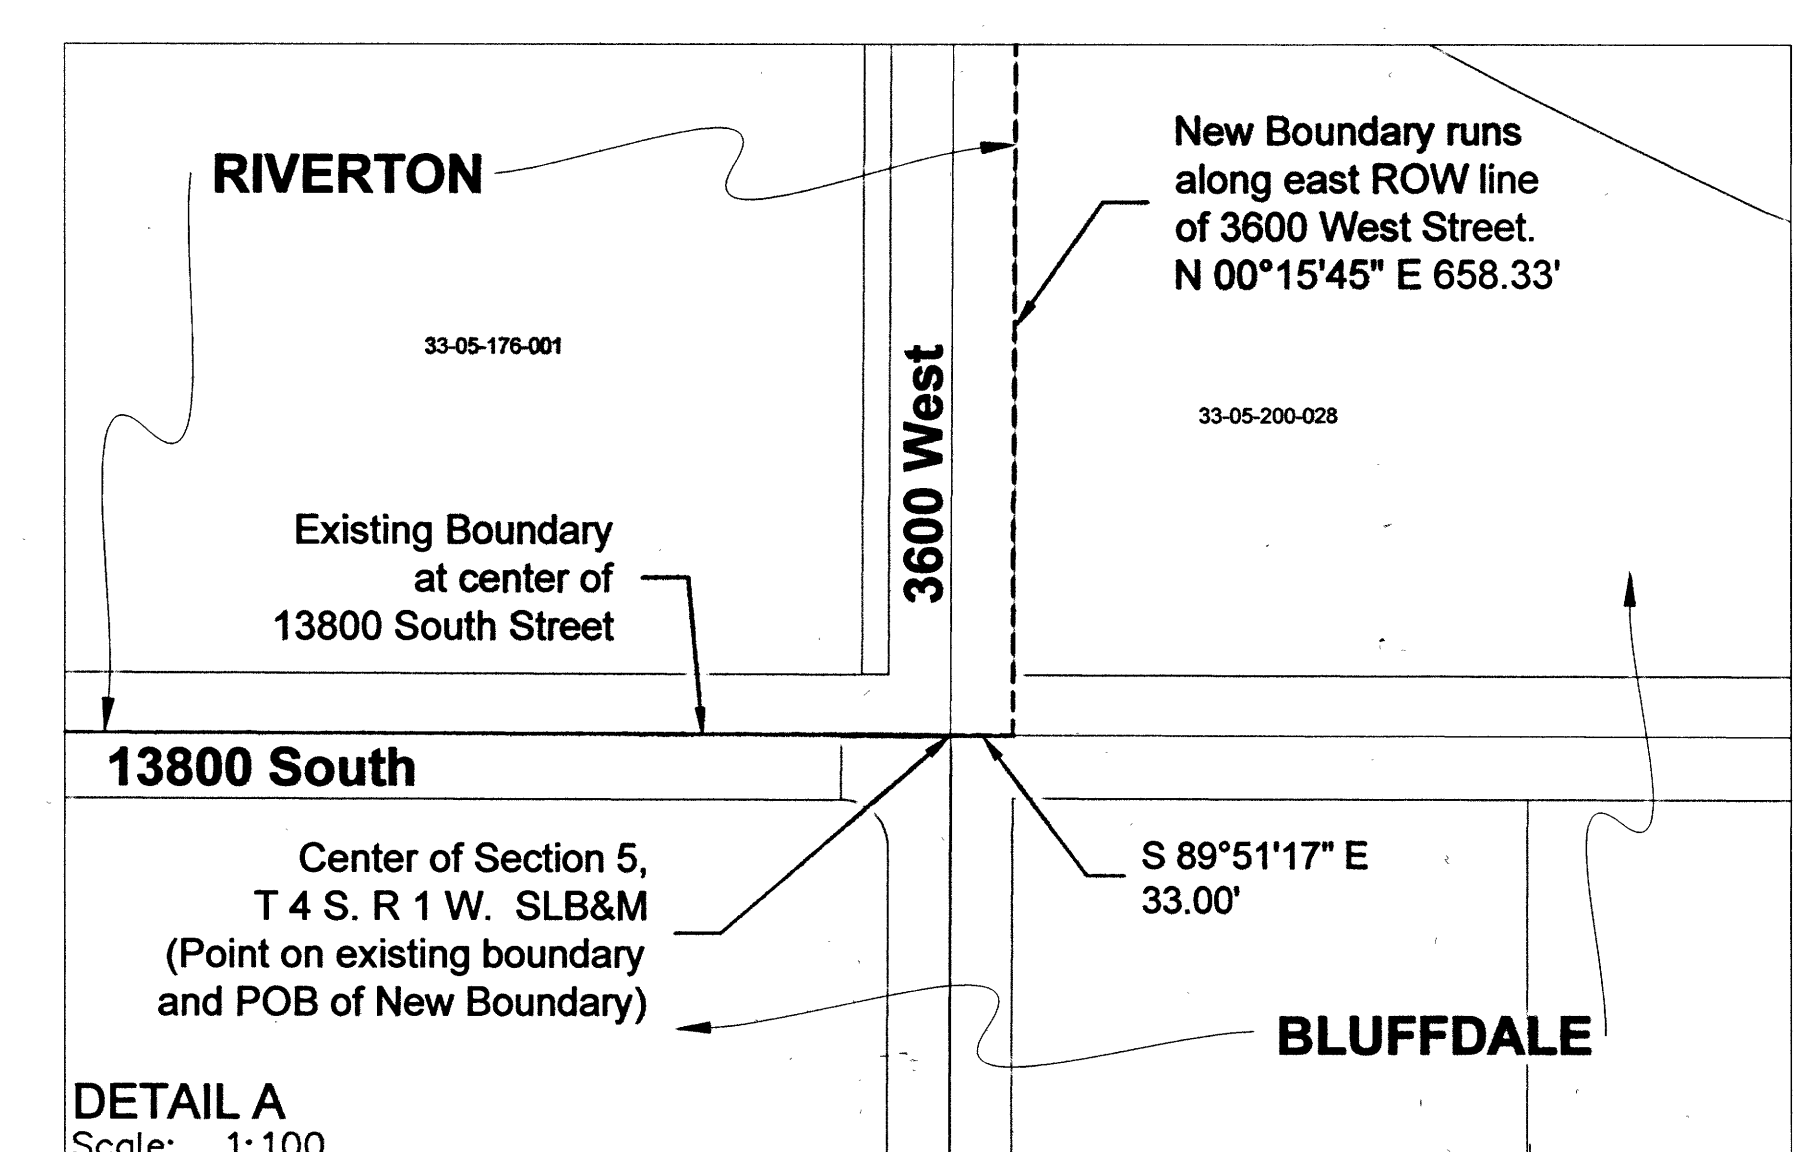 RIVERTON
New Boundary runs
along east ROW line
of 3600 West Street.
N 00°15'45" E 658.33'
33-05-176-001
3600 West
33-05-200-028
Existing Boundary
at center of
13800 South Street
13800 South
Center of Section 5,
T 4 S. R 1 W. SLB&M
(Point on existing boundary
and POB of New Boundary)
S 89°51'17" E
33.00'
BLUFFDALE
DETAIL A
Scale: 1:100